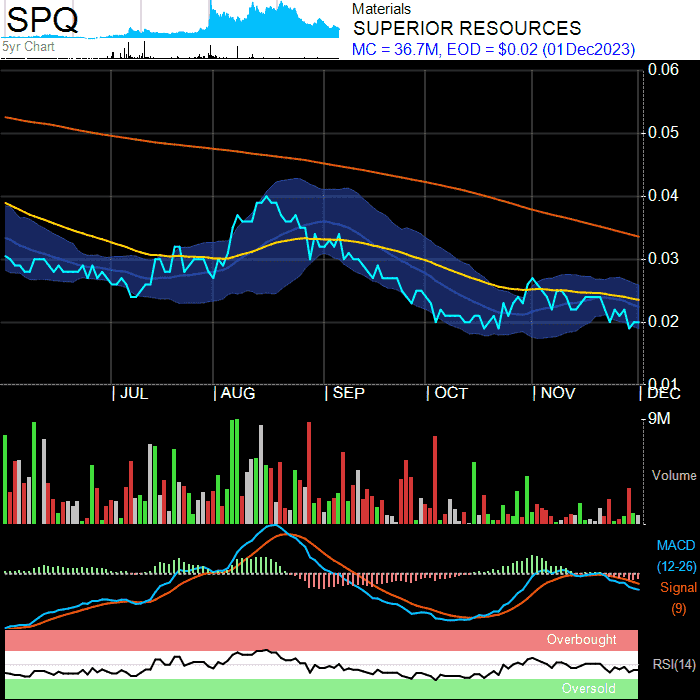 SPQ
5yr Chart
Materials
SUPERIOR RESOURCES
MC = 36.7M, EOD = $0.02 (01Dec2023)
0.06
0.05
0.04
0.03
0.02
0.01
JUL AUG SEP OCT NOV DEC
9M
Volume
MACD
(12-26)
Signal
(9)
Overbought
RSI(14)
Oversold